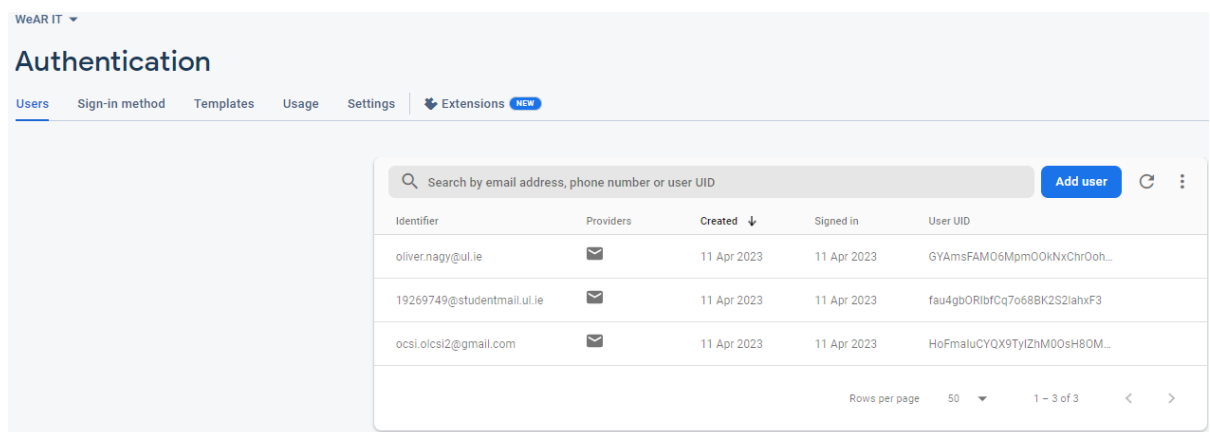 WeAR IT
Authentication
Users Sign-in method Templates Usage Settings Extensions NEW
Search by email address, phone number or user UID Add user
Identifier Providers Created Signed in User UID
oliver.nagy@ul.ie 11 Apr 2023 11 Apr 2023 GYAmsFAMO6MpmOOkNxChrOoh...
19269749@studentmail.ul.ie 11 Apr 2023 11 Apr 2023 fau4gbORlbfCq7o68BK2S2lahxF3
ocsi.olcsi2@gmail.com 11 Apr 2023 11 Apr 2023 HoFmaluCYQX9TyIZhM0OsH8OM...
Rows per page 50 1 – 3 of 3